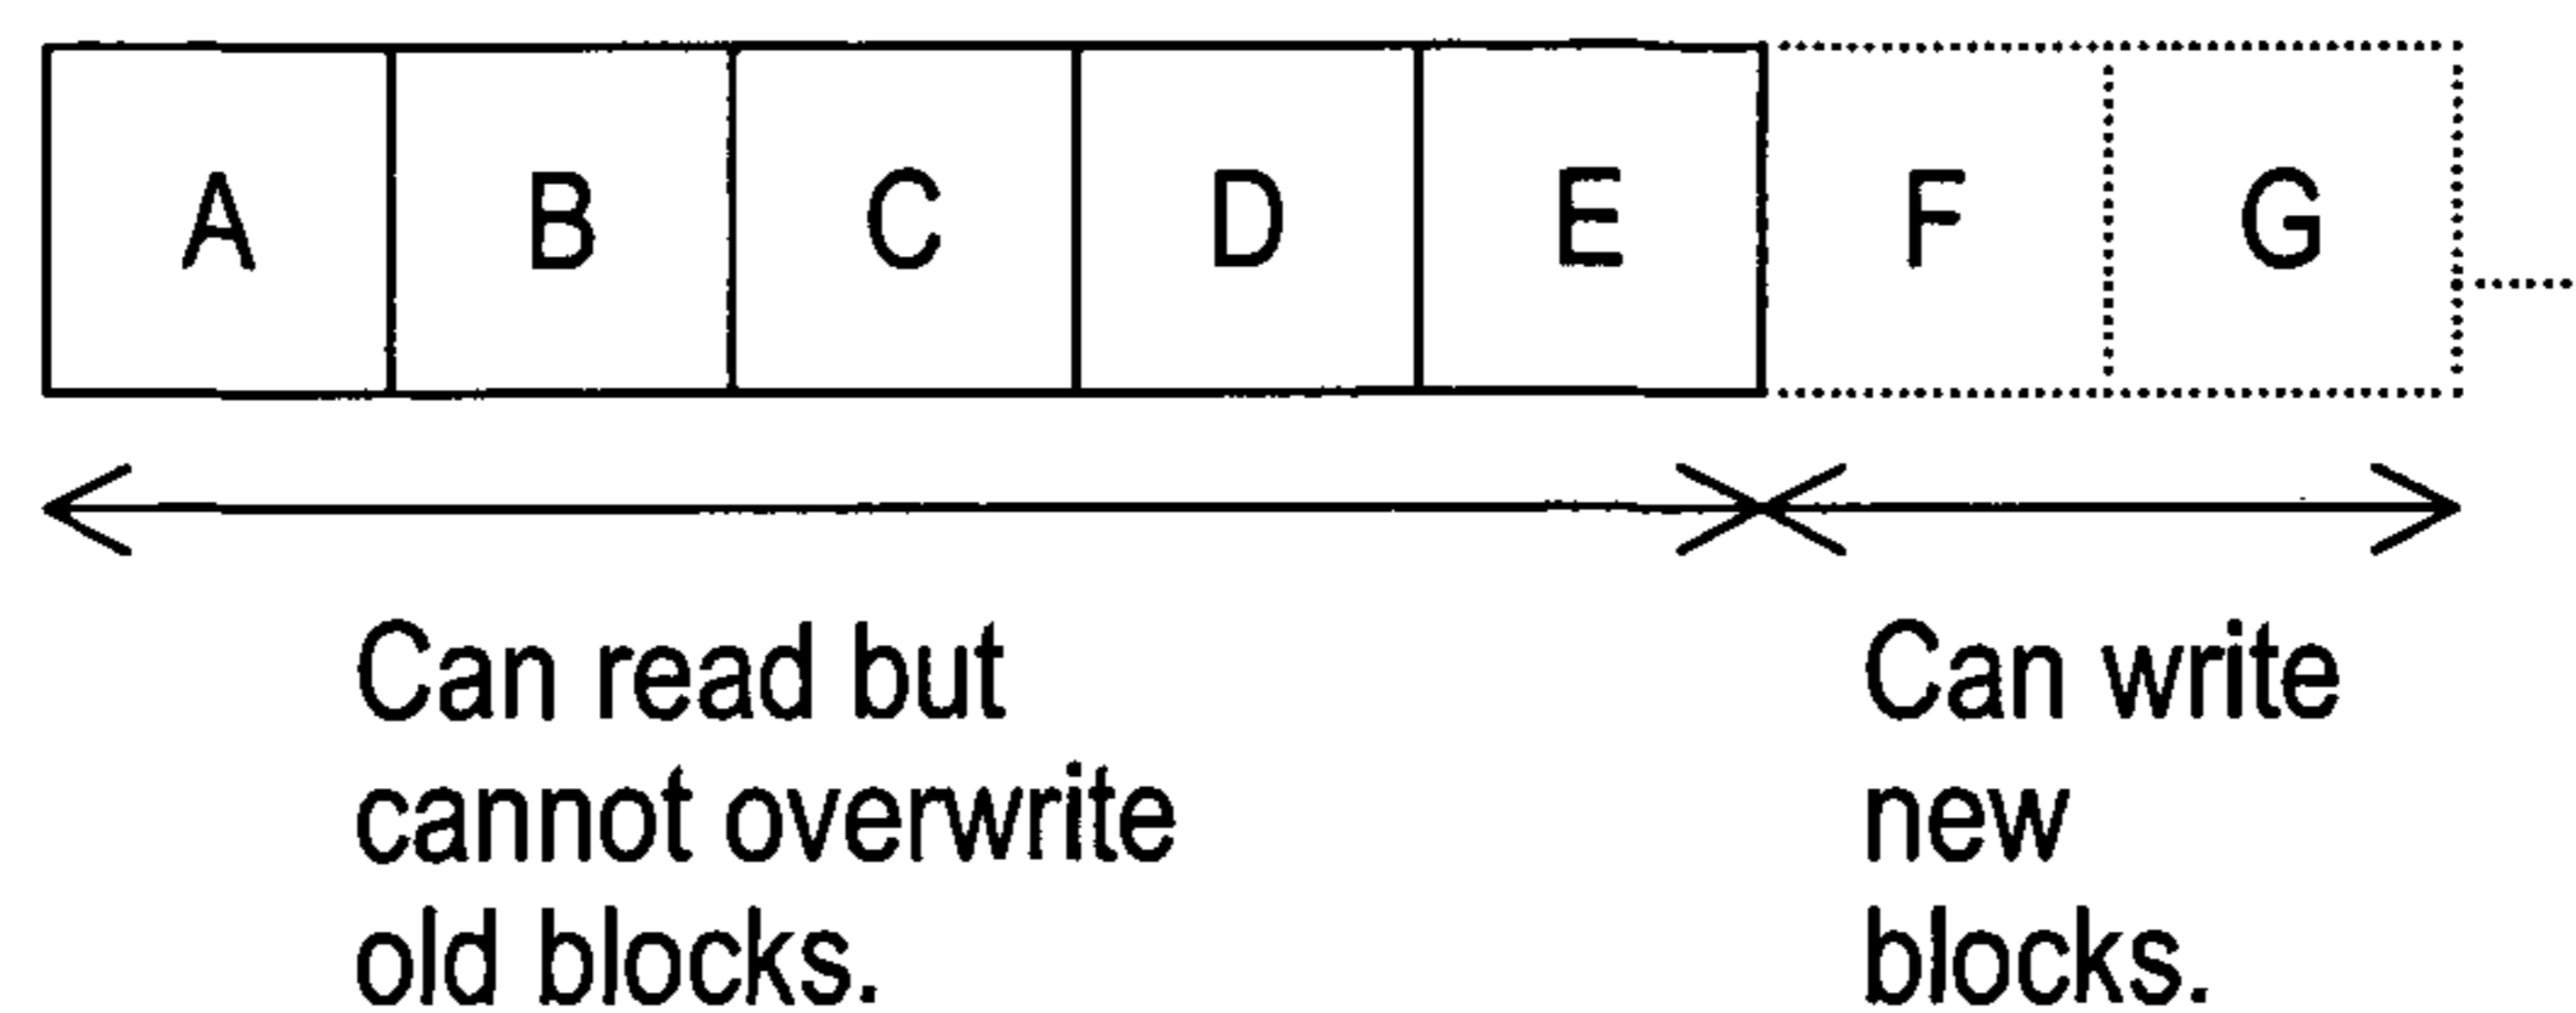 A B C D E F G
Can read but
cannot overwrite
old blocks.
Can write
new
blocks.